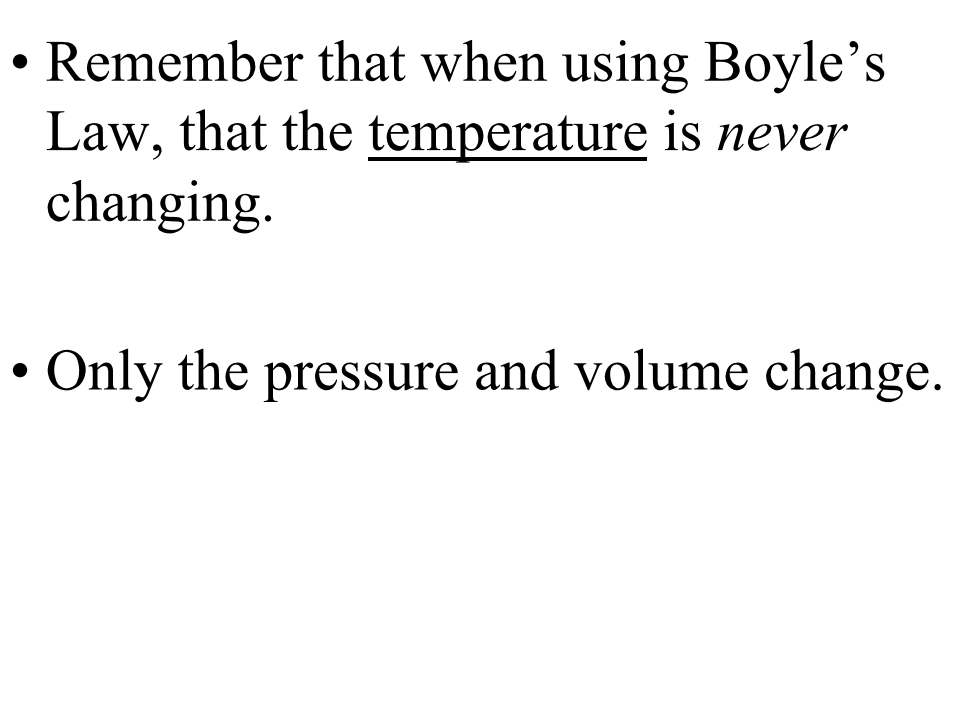 • Remember that when using Boyle’s
Law, that the temperature is never
changing.
• Only the pressure and volume change.